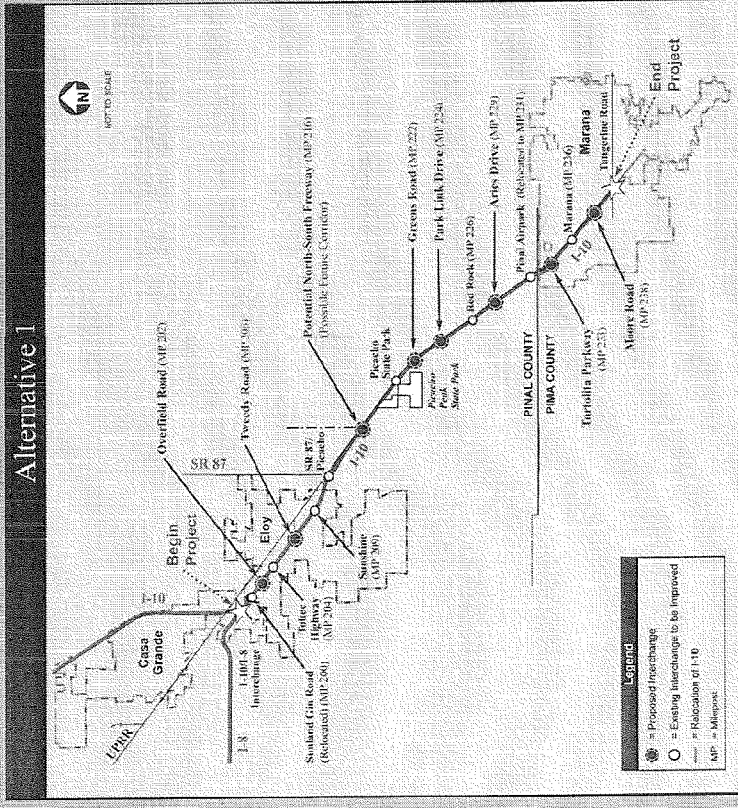 Alternative 1
N
NOT TO SCALE
Begin
Project
Overfield Road (MP 202)
Tweedy Road (MP 206)
Potential North-South Freeway (MP 216)
(Possible Future Corridor)
Greens Road (MP 222)
Park Link Drive (MP 224)
Red Rock (MP 226)
Aries Drive (MP 229)
Pinal Airpark (Relocated to MP 231)
Marana (MP 236)
Marana
Tangerine Road
End
Project
Casa
Grande
I-10
UPRR
I-8
I-10/I-8
Interchange
Sunland Gin Road
(Relocated) (MP 200)
Toltec
Highway
(MP 204)
Eloy
Sunshine
(MP 209)
SR 87
SR 87
Picacho
I-10
Picacho
State Park
Picacho
Peak
State Park
PINAL COUNTY
PIMA COUNTY
Tortolita Parkway
I-10
Moore Road
(MP 238)
Legend
= Proposed Interchange
= Existing Interchange to be Improved
= Relocation of I-10
MP = Milepost